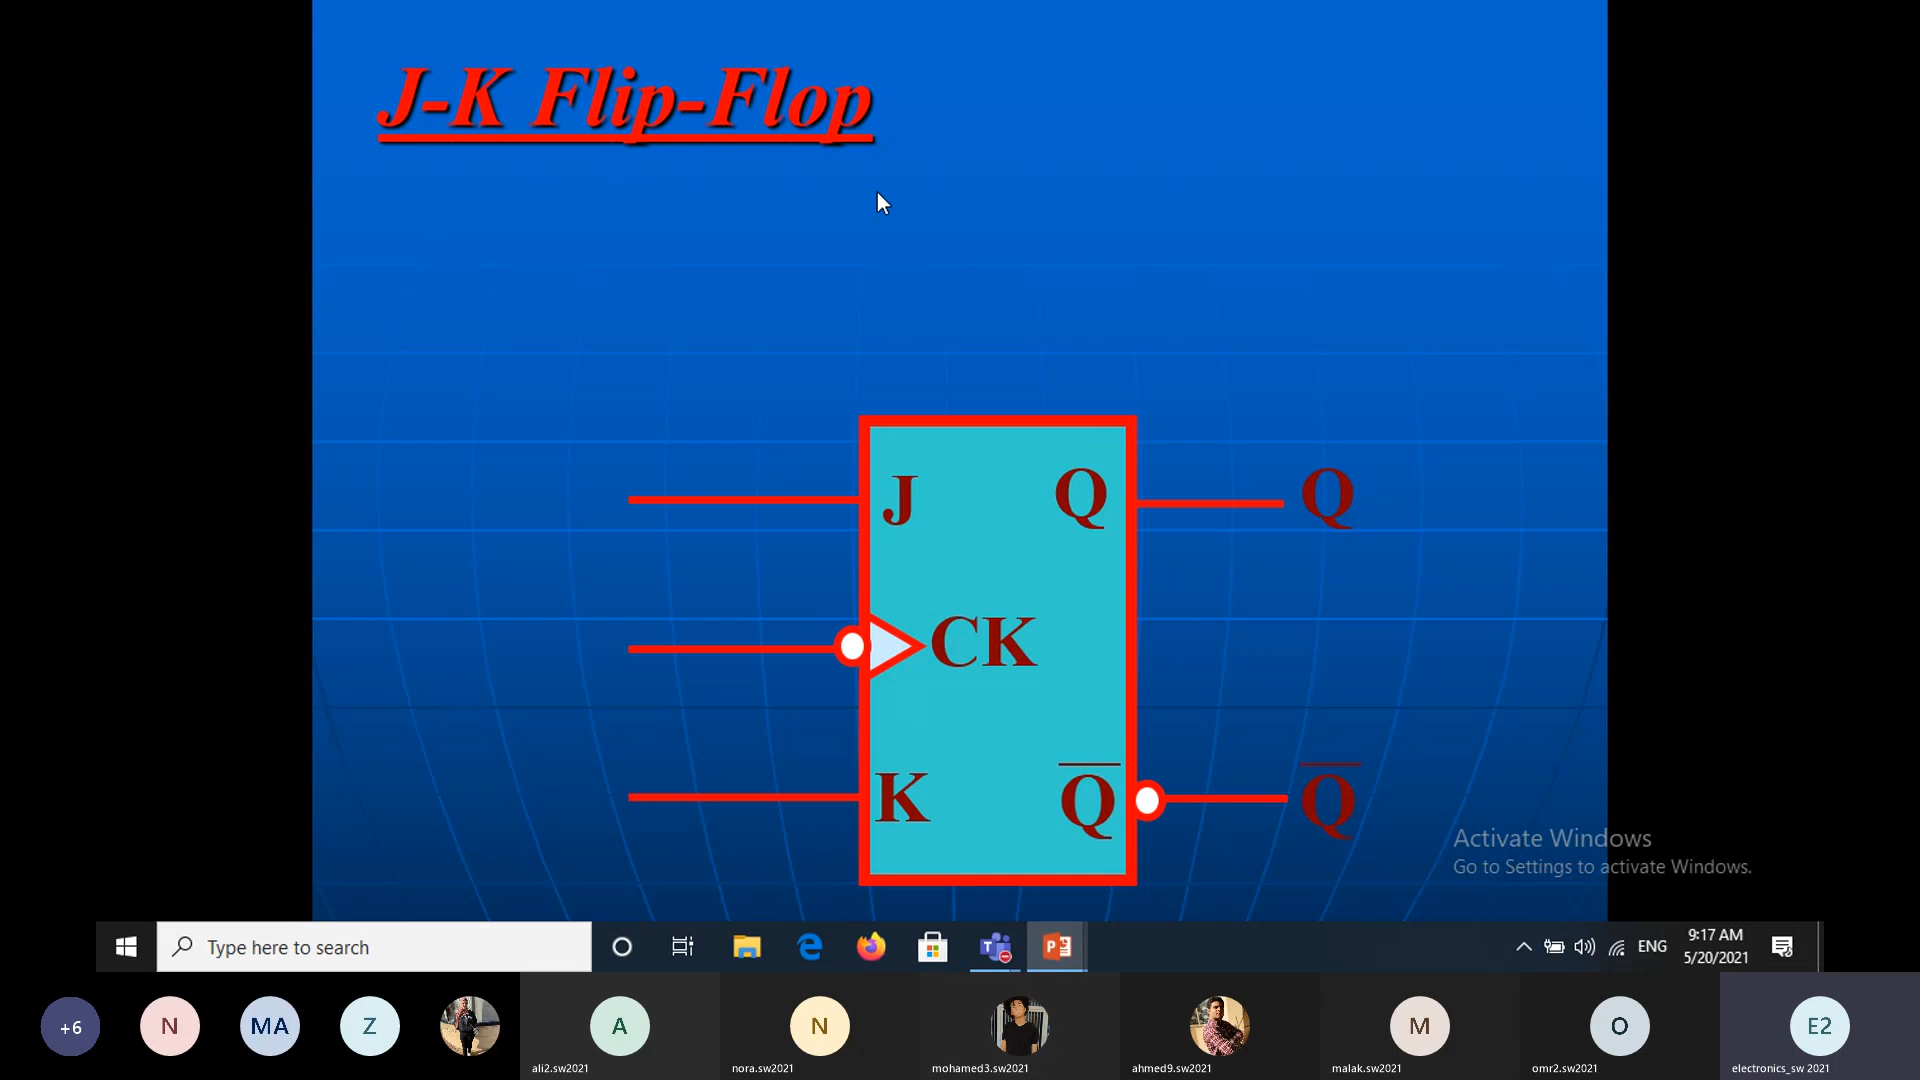 J-K Flip-Flop
J Q Q
CK
K Q Q
Activate Windows
Go to Settings to activate Windows.
Type here to search
ENG
9:17 AM
5/20/2021
+6 N MA Z A N M O E2
ali2.sw2021 nora.sw2021 mohamed3.sw2021 ahmed9.sw2021 malak.sw2021 omr2.sw2021 electronics_sw 2021